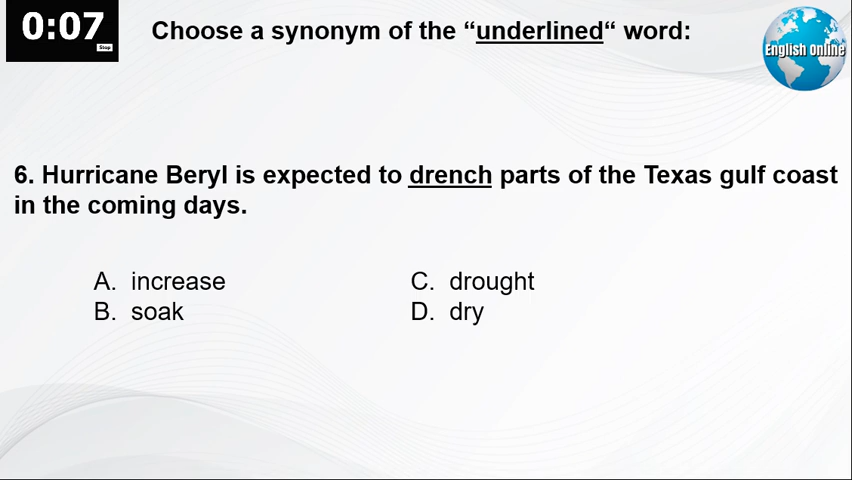 0:07
Stop
Choose a synonym of the “underlined“ word:
English Online
6. Hurricane Beryl is expected to drench parts of the Texas gulf coast
in the coming days.
A. increase
B. soak
C. drought
D. dry